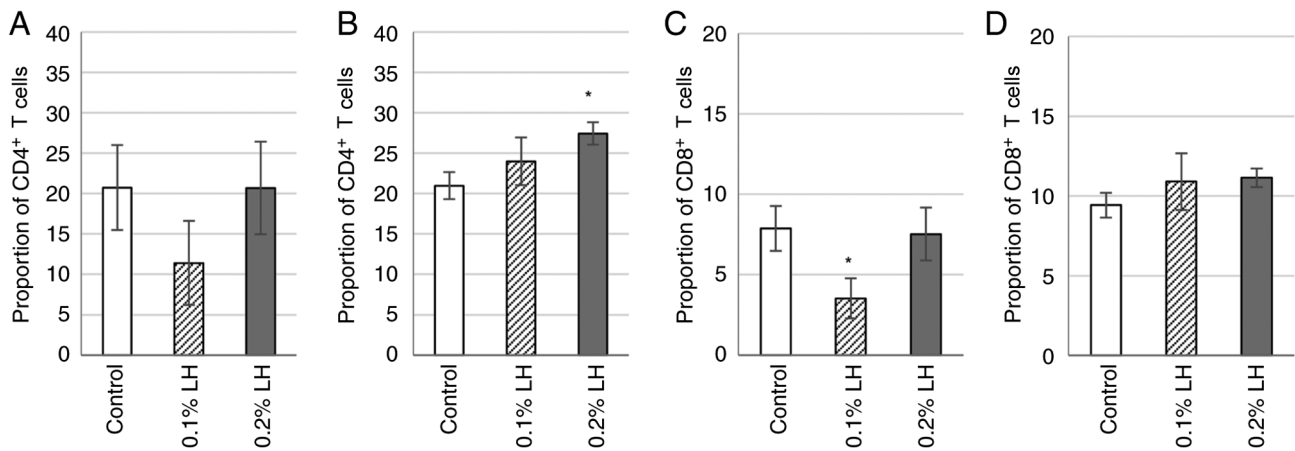 A
Proportion of CD4⁺ T cells
40
35
30
25
20
15
10
5
0
Control
0.1% LH
0.2% LH
B
Proportion of CD4⁺ T cells
40
35
30
25
20
15
10
5
0
*
Control
0.1% LH
0.2% LH
C
Proportion of CD8⁺ T cells
20
15
10
5
0
*
Control
0.1% LH
0.2% LH
D
Proportion of CD8⁺ T cells
20
15
10
5
0
Control
0.1% LH
0.2% LH